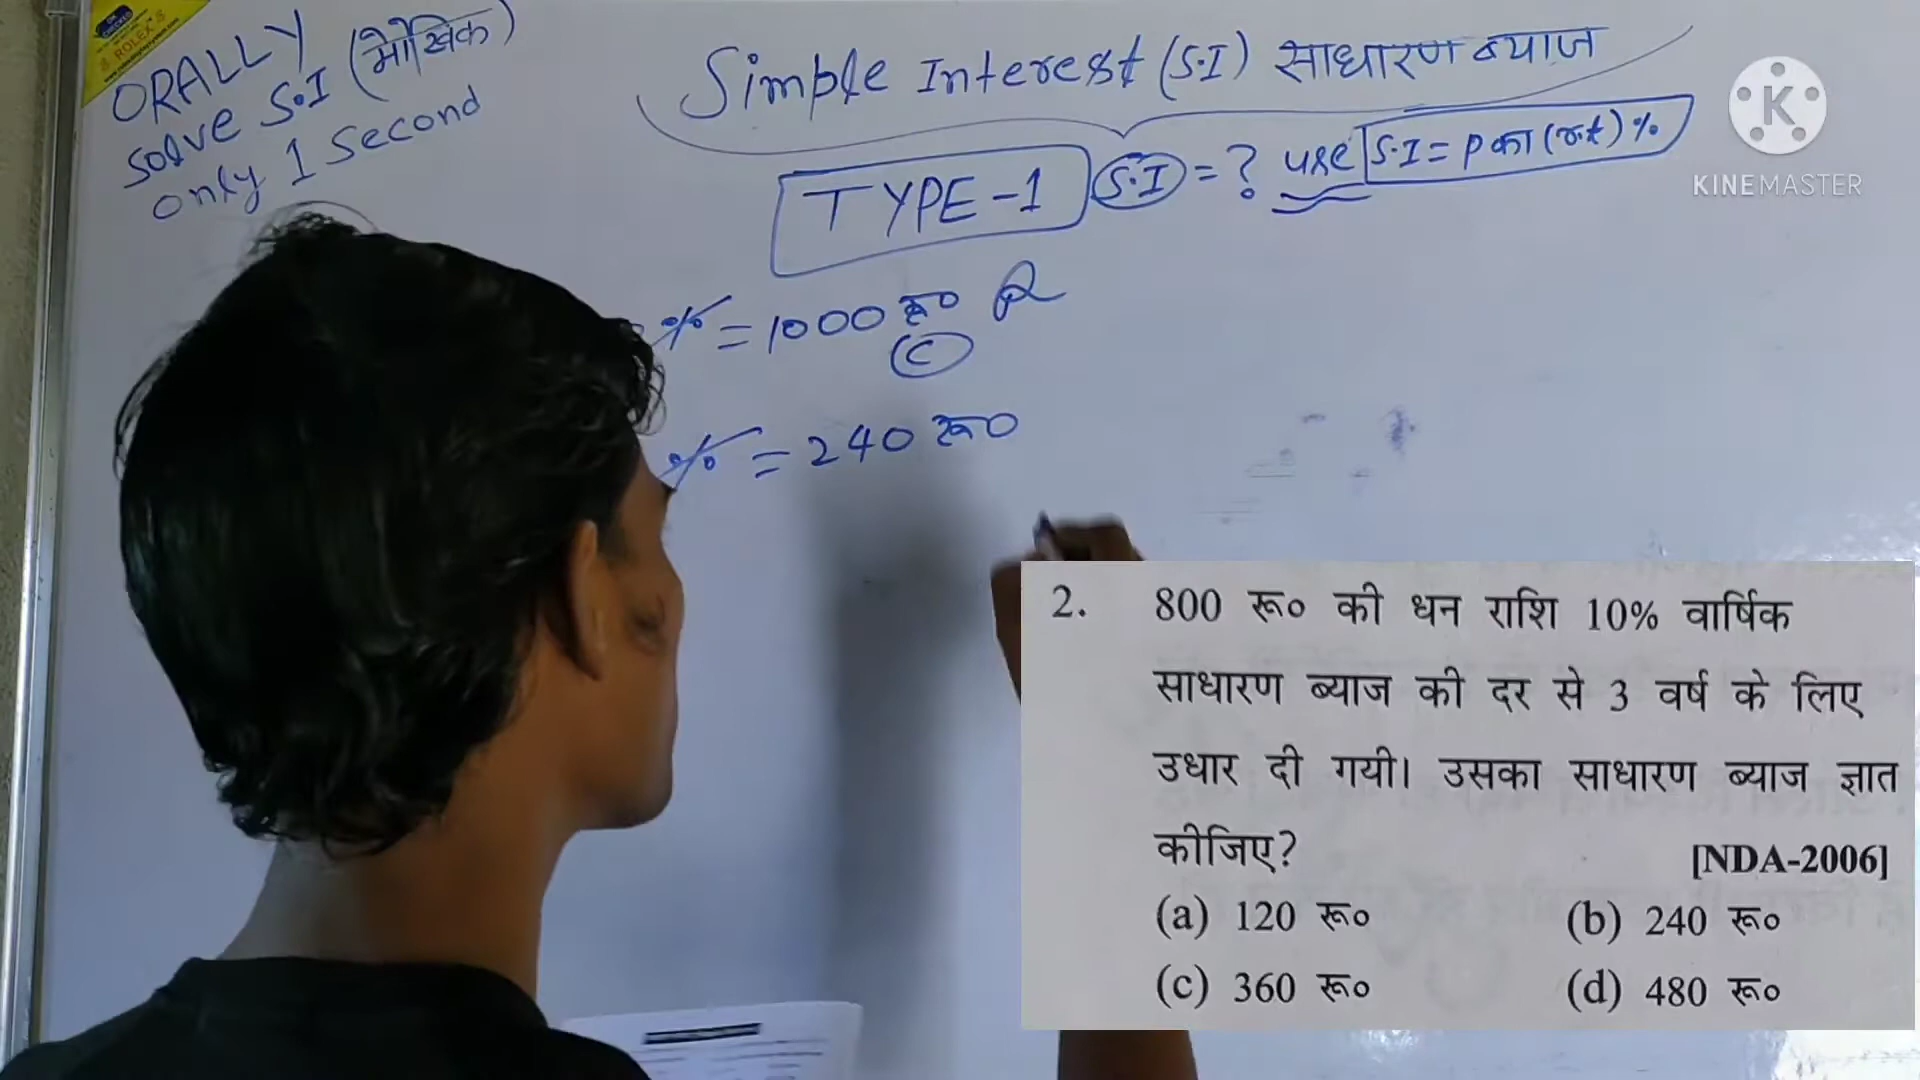 ROLEX
ORALLY
solve S.I (मौखिक)
only 1 second
Simple Interest (S.I) साधारण ब्याज
TYPE-1 S.I = ? use S.I = P का (r.t) %
% = 1000 रू०
(C)
% = 240 रू०
KINEMASTER
2. 800 रू० की धन राशि 10% वार्षिक
साधारण ब्याज की दर से 3 वर्ष के लिए
उधार दी गयी। उसका साधारण ब्याज ज्ञात
कीजिए? [NDA-2006]
(a) 120 रू० (b) 240 रू०
(c) 360 रू० (d) 480 रू०